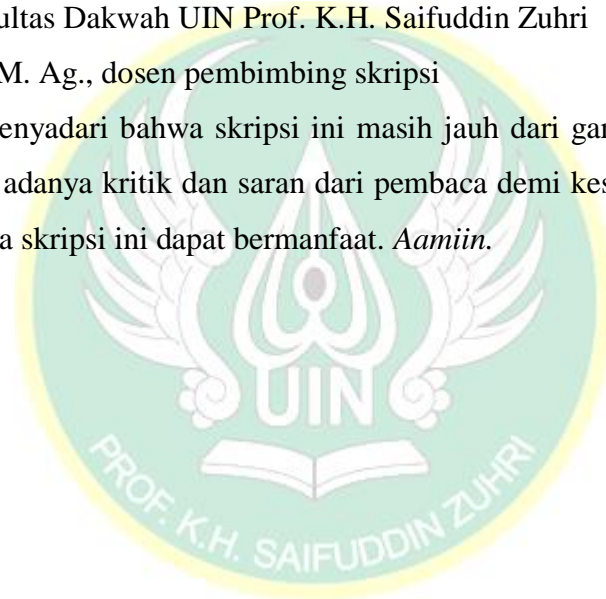 ultas Dakwah UIN Prof. K.H. Saifuddin Zuhri
M. Ag., dosen pembimbing skripsi
enyadari bahwa skripsi ini masih jauh dari gar
adanya kritik dan saran dari pembaca demi kes
a skripsi ini dapat bermanfaat. Aamiin.
UIN
PROF. K.H. SAIFUDDIN ZUHRI